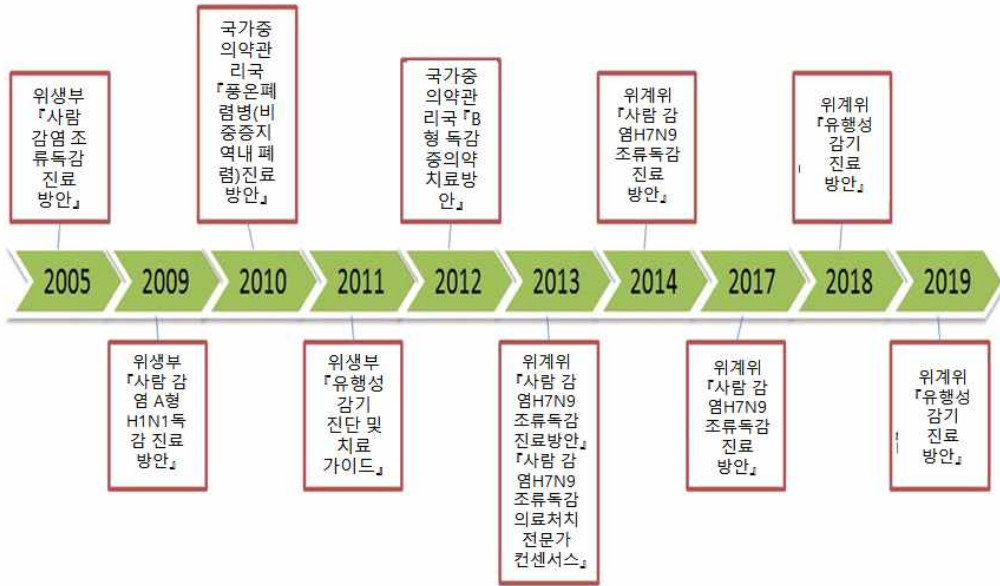 위생부
『사람
감염 조
류독감
진료
방안』
국가중
의약관
리국
『풍온폐
렴병(비
중증지
역내 폐
렴)진료
방안』
국가중
의약관
리국『B
형 독감
중의약
치료방
안』
위계위
『사람 감
염H7N9
조류독감
진료
방안』
위계위
『유행성
감기
진료
방안』
2005
2009
2010
2011
2012
2013
2014
2017
2018
2019
위생부
『사람 감
염 A형
H1N1독
감 진료
방안』
위생부
『유행성
감기
진단 및
치료
가이드』
위계위
『사람 감
염H7N9
조류독감
진료방안』
『사람 감
염H7N9
조류독감
의료처치
전문가
컨센서스』
위계위
『사람 감
염H7N9
조류독감
진료
방안』
위계위
『유행성
감기
진료
방안』